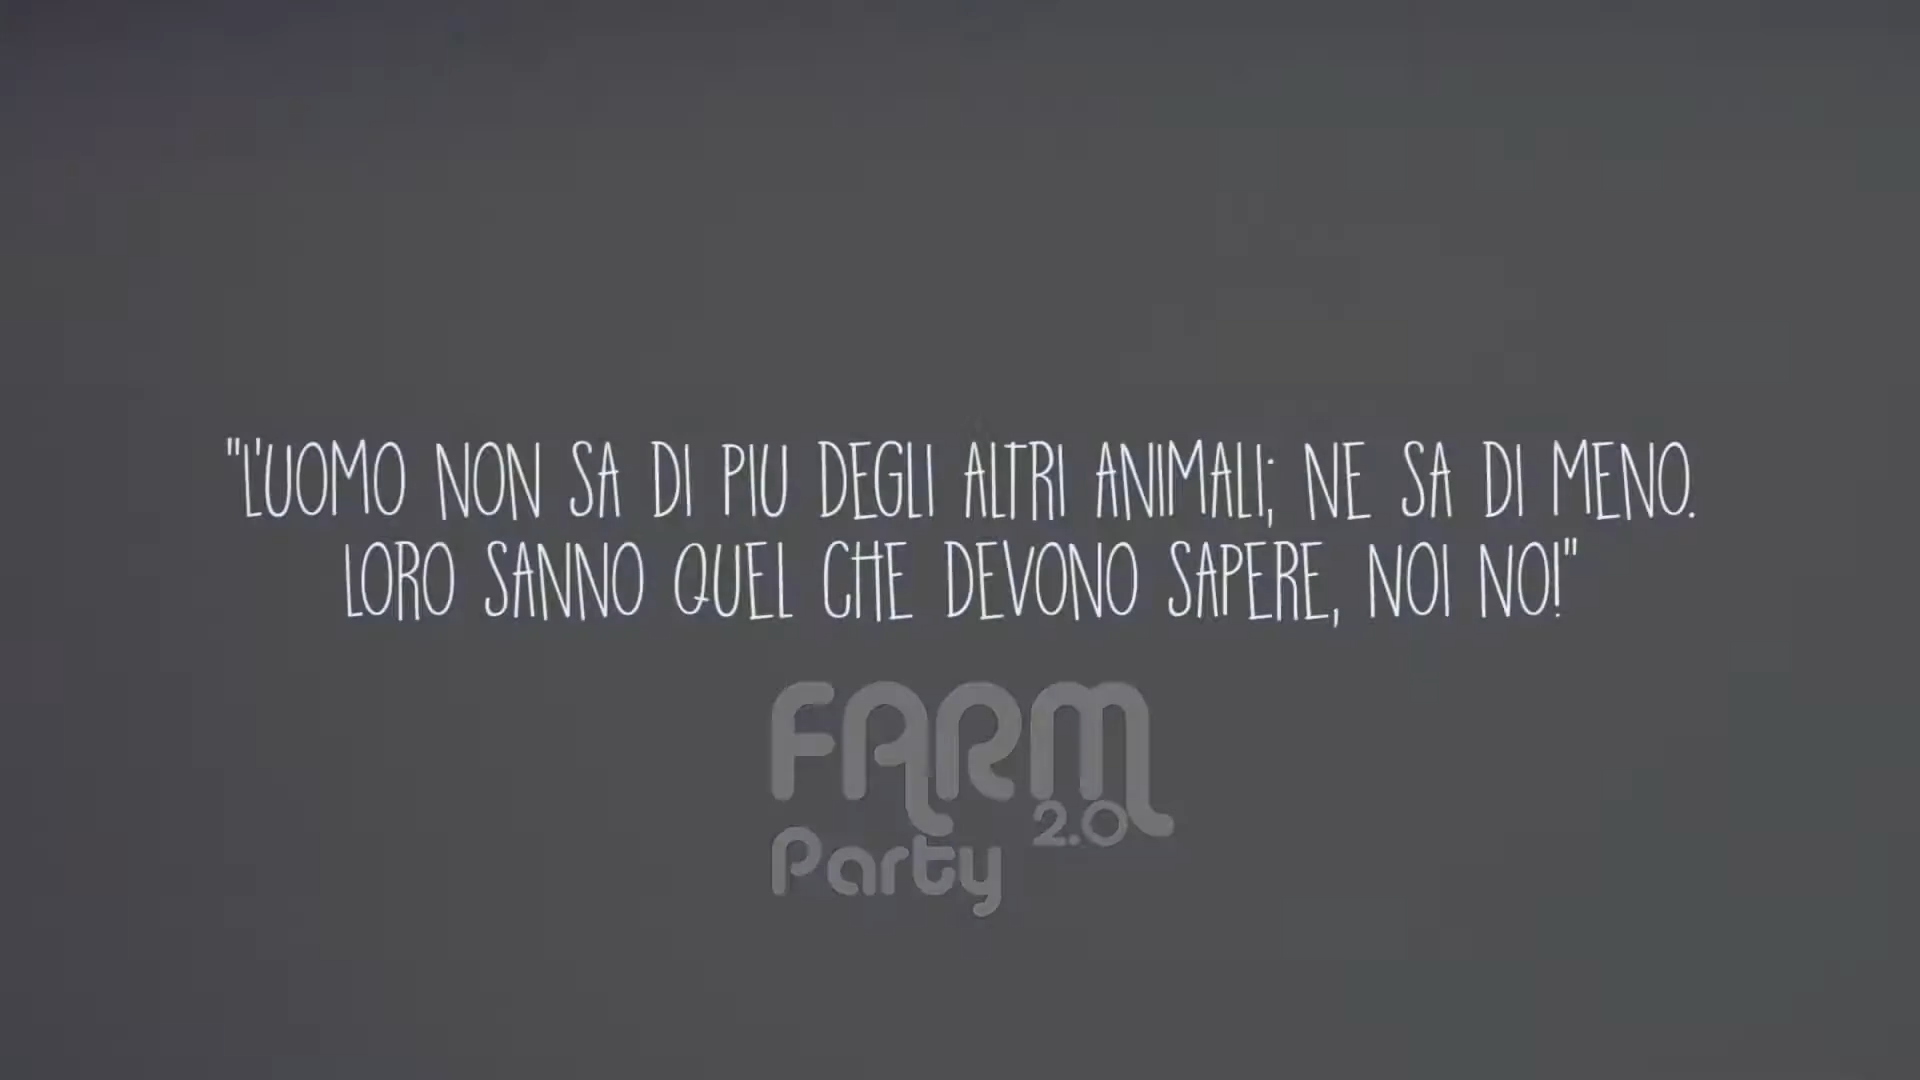 "L'UOMO NON SA DI PIU DEGLI ALTRI ANIMALI; NE SA DI MENO.
LORO SANNO QUEL CHE DEVONO SAPERE, NOI NO!"
FARM
2.0
Party